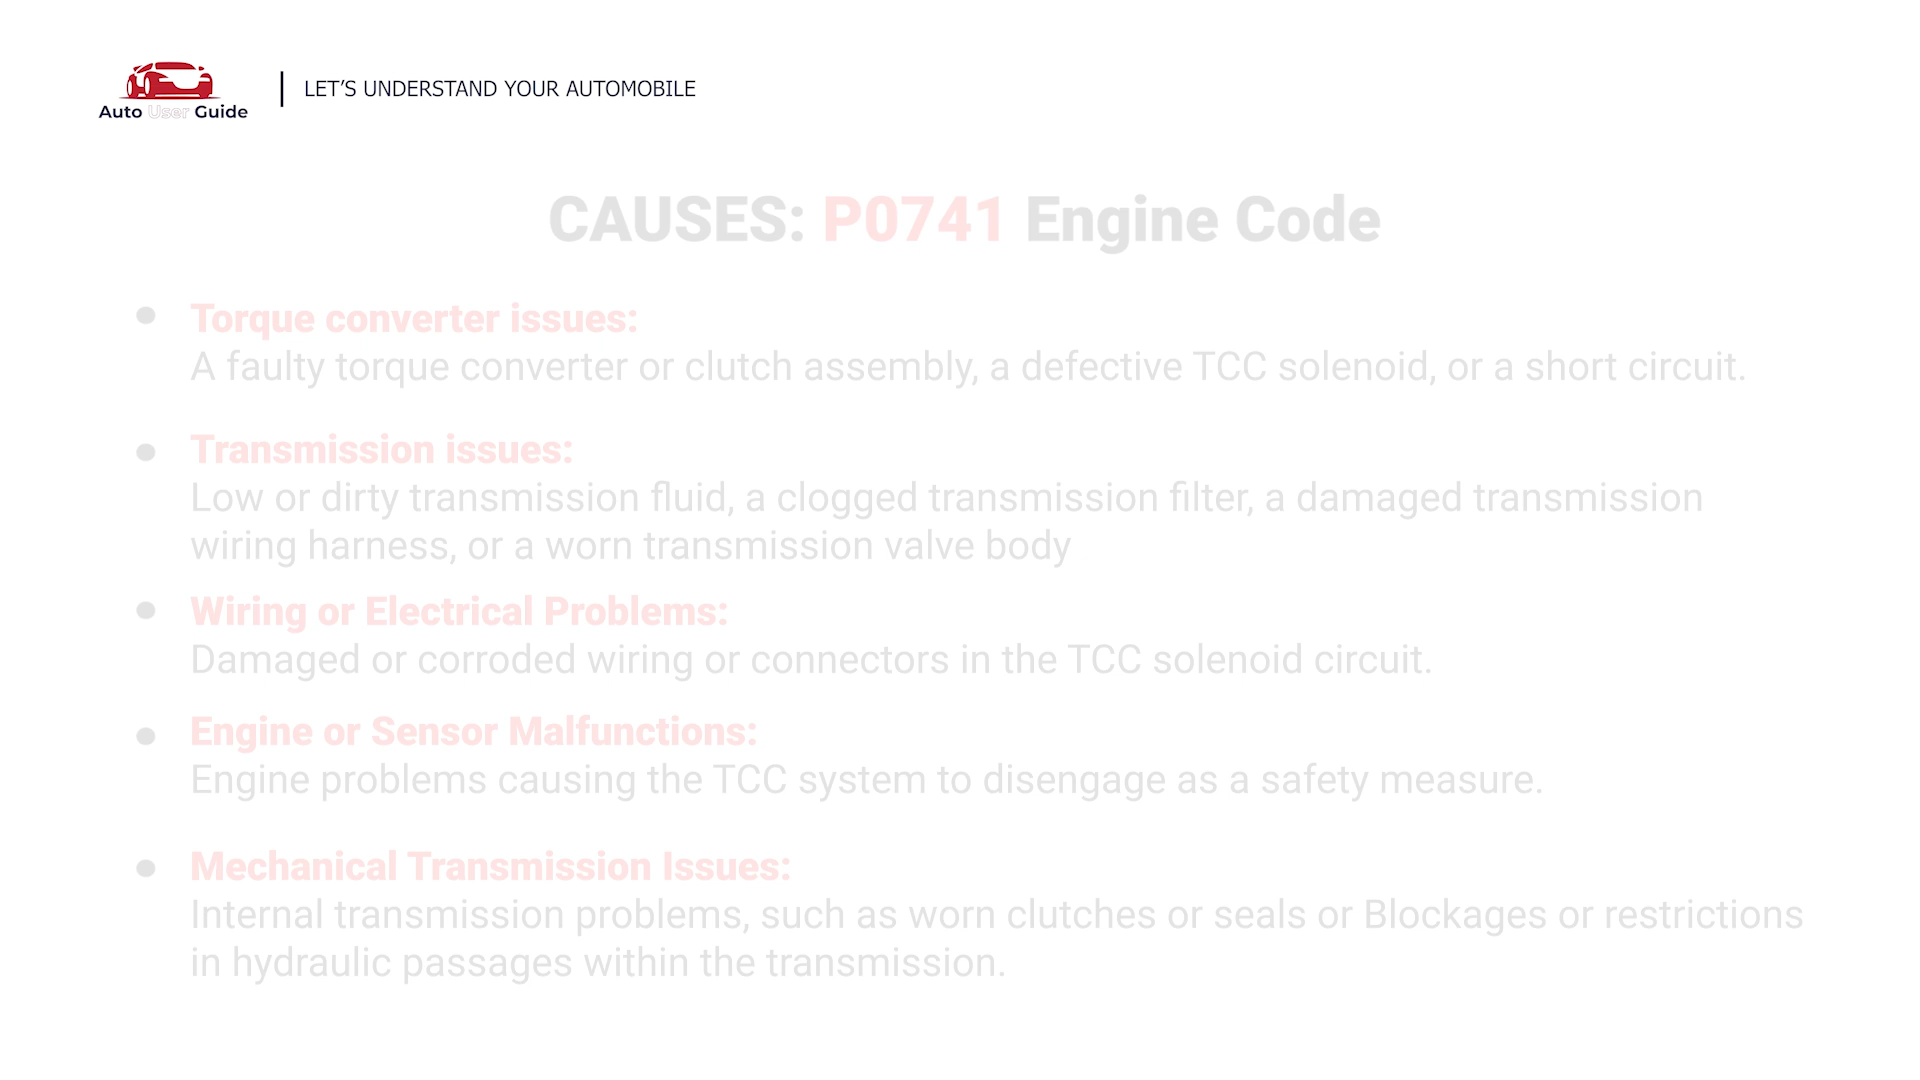 Auto User Guide
LET'S UNDERSTAND YOUR AUTOMOBILE
CAUSES: P0741 Engine Code
Torque converter issues:
A faulty torque converter or clutch assembly, a defective TCC solenoid, or a short circuit.
Transmission issues:
Low or dirty transmission fluid, a clogged transmission filter, a damaged transmission
wiring harness, or a worn transmission valve body
Wiring or Electrical Problems:
Damaged or corroded wiring or connectors in the TCC solenoid circuit.
Engine or Sensor Malfunctions:
Engine problems causing the TCC system to disengage as a safety measure.
Mechanical Transmission Issues:
Internal transmission problems, such as worn clutches or seals or Blockages or restrictions
in hydraulic passages within the transmission.